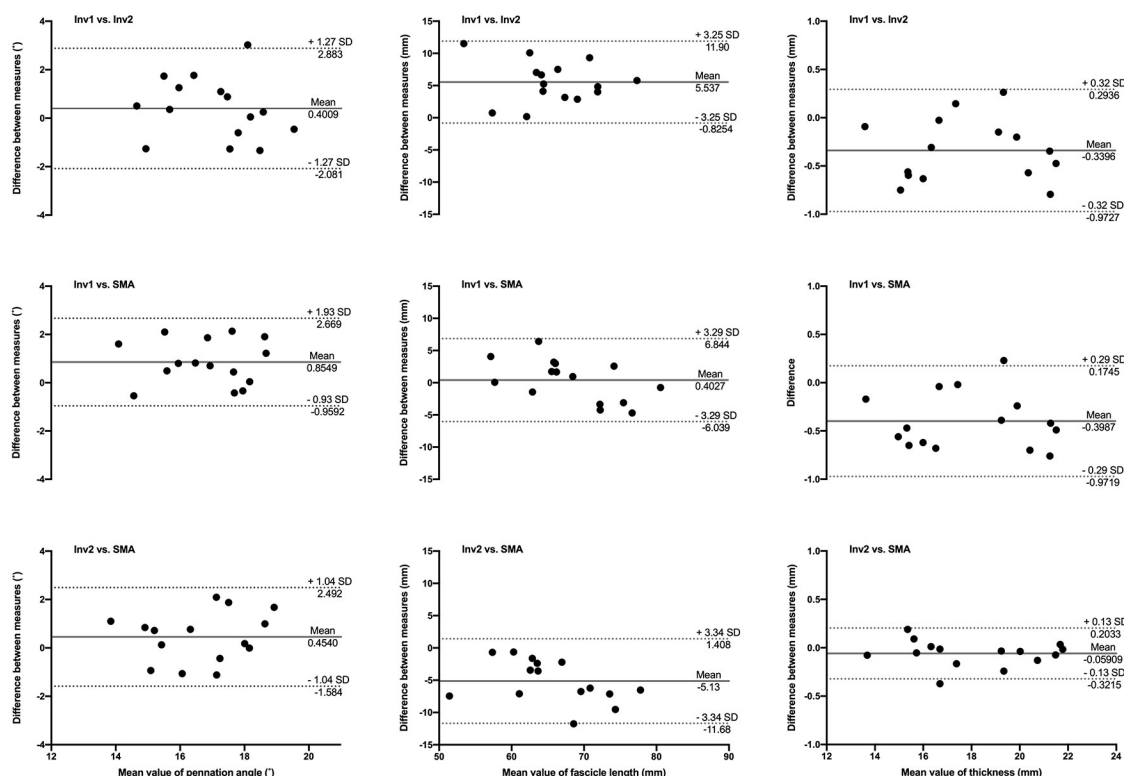 Inv1 vs. Inv2
Difference between measures (°)
4
2
0
-2
-4
+ 1.27 SD
2.883
Mean
0.4009
- 1.27 SD
-2.081
Inv1 vs. Inv2
Difference between measures (mm)
15
10
5
0
-5
-10
15
+ 3.25 SD
11.90
Mean
5.537
- 3.25 SD
-0.8254
Inv1 vs. Inv2
Difference between measures (mm)
1.0
0.5
0.0
-0.5
-1.0
+ 0.32 SD
0.2936
Mean
-0.3396
- 0.32 SD
-0.9727
Inv1 vs. SMA
Difference between measures (°)
4
2
0
-2
-4
+ 1.93 SD
2.669
Mean
0.8549
- 0.93 SD
-0.9592
Inv1 vs. SMA
Difference between measures (mm)
15
10
5
0
-5
-10
-15
+ 3.29 SD
6.844
Mean
0.4027
- 3.29 SD
-6.039
Inv1 vs. SMA
Difference
1.0
0.5
0.0
-0.5
-1.0
+ 0.29 SD
0.1745
Mean
-0.3987
- 0.29 SD
-0.9719
Inv2 vs. SMA
Difference between measures (°)
4
2
0
-2
-4
+ 1.04 SD
2.492
Mean
0.4540
- 1.04 SD
-1.584
12 14 16 18 20
Mean value of pennation angle (°)
Inv2 vs. SMA
Difference between measures (mm)
15
10
5
0
-5
-10
-15
+ 3.34 SD
1.408
Mean
-5.13
- 3.34 SD
-11.68
50 60 70 80 90
Mean value of fascicle length (mm)
Inv2 vs. SMA
Difference between measures (mm)
1.0
0.5
0.0
-0.5
-1.0
+ 0.13 SD
0.2033
Mean
-0.05909
- 0.13 SD
-0.3215
12 14 16 18 20 22 24
Mean value of thickness (mm)